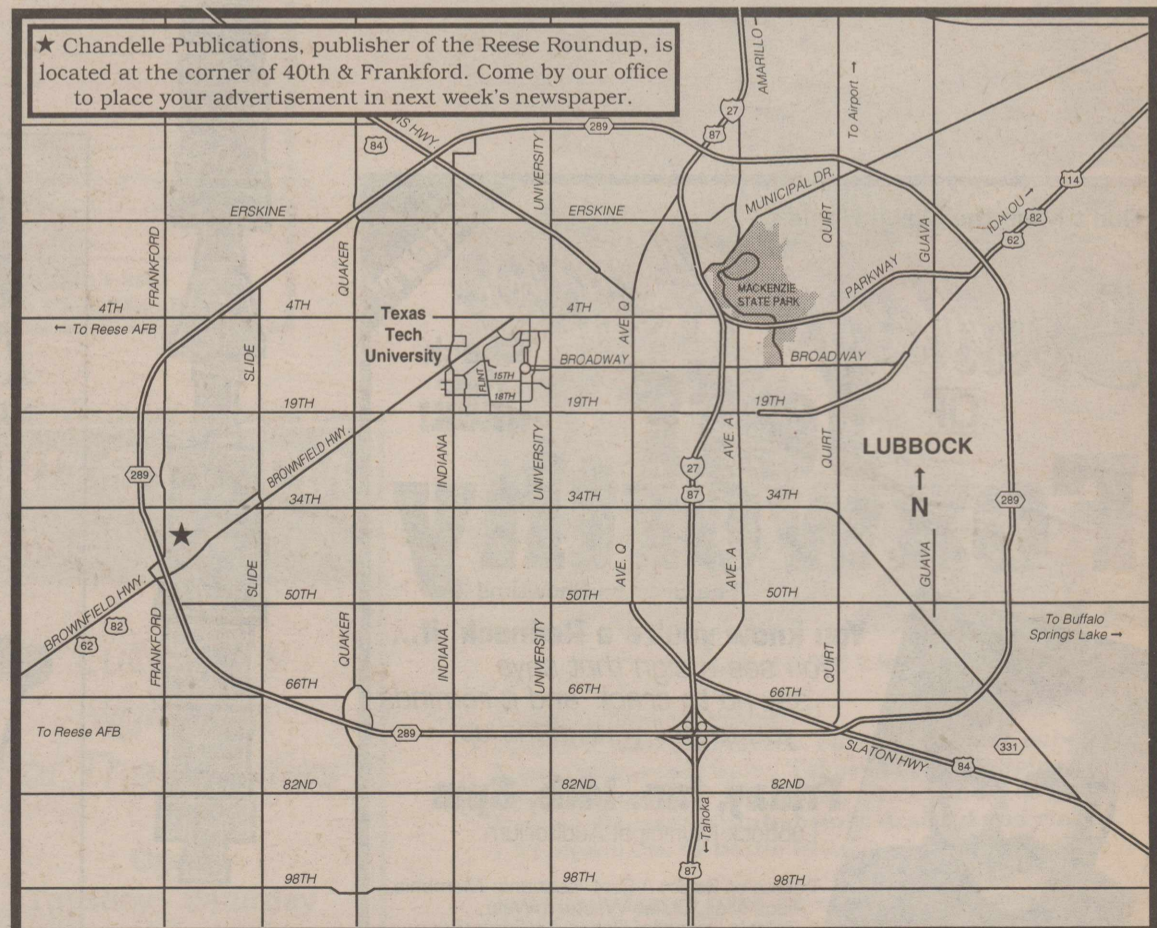 ★ Chandelle Publications, publisher of the Reese Roundup, is
located at the corner of 40th & Frankford. Come by our office
to place your advertisement in next week's newspaper.
AMARILLO →
27
87
To Airport →
VIS HWY
84
289
UNIVERSITY
MUNICIPAL DR.
114
IDALOU →
82
62
ERSKINE
ERSKINE
FRANKFORD
QUAKER
QUIRT
GUAVA
MACKENZIE
STATE PARK
PARKWAY
4TH
4TH
4TH
← To Reese AFB
Texas
Tech
University
AVE. Q
SLIDE
BROADWAY
BROADWAY
FLINT
15TH
18TH
19TH
19TH
19TH
BROWNFIELD HWY.
INDIANA
UNIVERSITY
AVE. A
QUIRT
LUBBOCK
↑
N
289
27
87
289
34TH
34TH
34TH
★
SLIDE
AVE. Q
AVE. A
GUAVA
50TH
50TH
50TH
BROWNFIELD HWY.
82
62
To Buffalo
Springs Lake →
FRANKFORD
QUAKER
INDIANA
UNIVERSITY
QUIRT
66TH
66TH
66TH
To Reese AFB
289
331
SLATON HWY.
84
82ND
82ND
82ND
← Tahoka
87
98TH
98TH
98TH